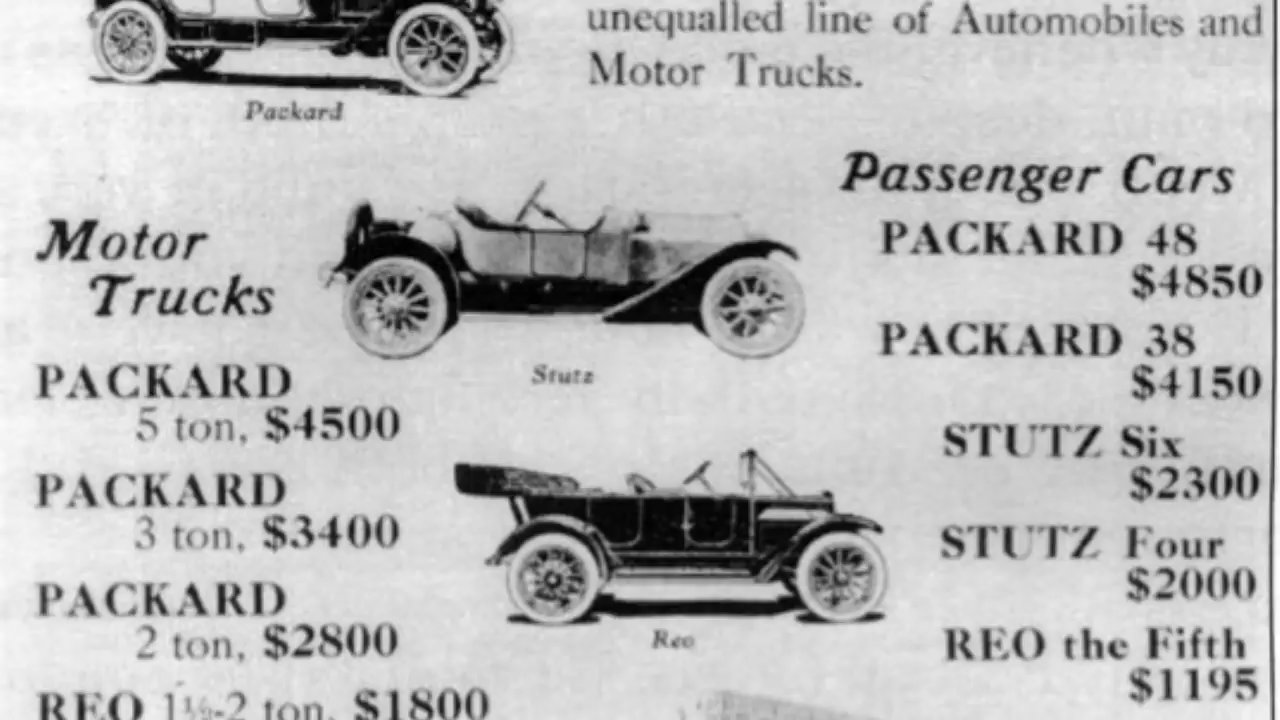 unequalled line of Automobiles and
Motor Trucks.
Packard
Passenger Cars
PACKARD 48
$4850
PACKARD 38
$4150
STUTZ Six
$2300
STUTZ Four
$2000
REO the Fifth
$1195
Motor
Trucks
PACKARD
5 ton, $4500
PACKARD
3 ton, $3400
PACKARD
2 ton, $2800
REO 1½-2 ton, $1800
Stutz
Reo